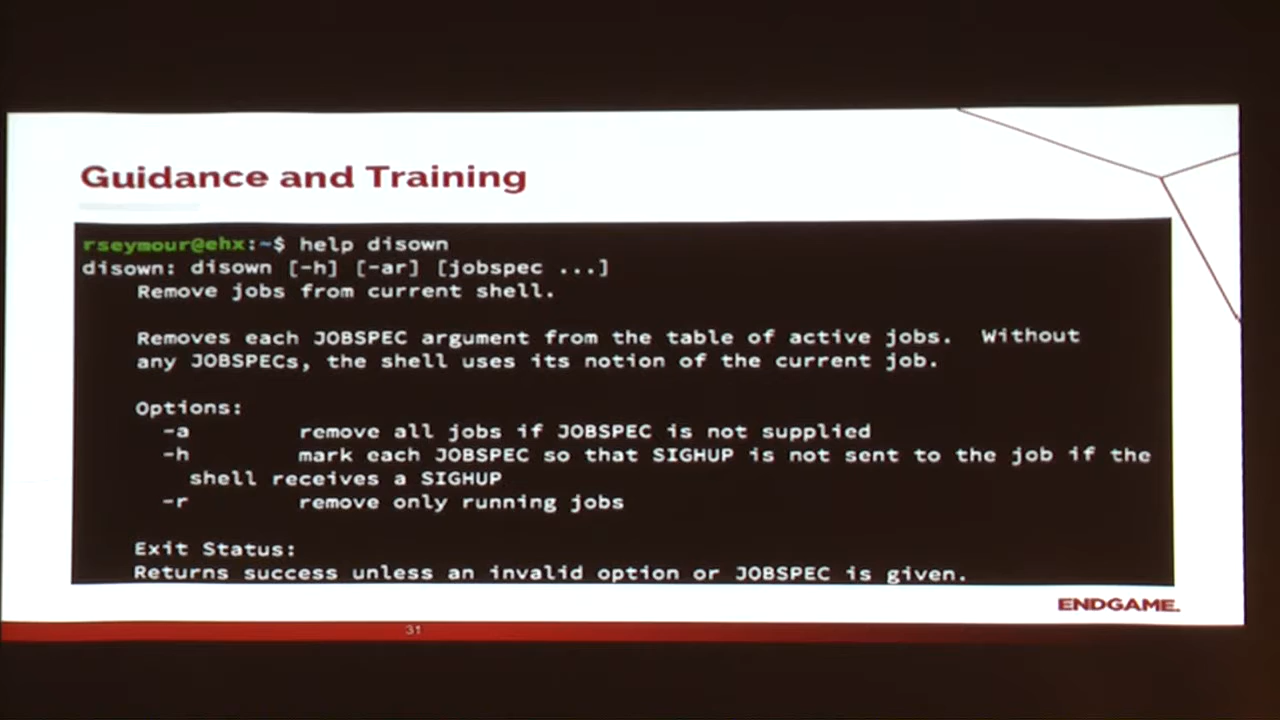 Guidance and Training
rseymour@ehx:~$ help disown
disown: disown [-h] [-ar] [jobspec ...]
Remove jobs from current shell.
Removes each JOBSPEC argument from the table of active jobs.  Without
any JOBSPECs, the shell uses its notion of the current job.
Options:
-a        remove all jobs if JOBSPEC is not supplied
-h        mark each JOBSPEC so that SIGHUP is not sent to the job if the
shell receives a SIGHUP
-r        remove only running jobs
Exit Status:
Returns success unless an invalid option or JOBSPEC is given.
ENDGAME.
31